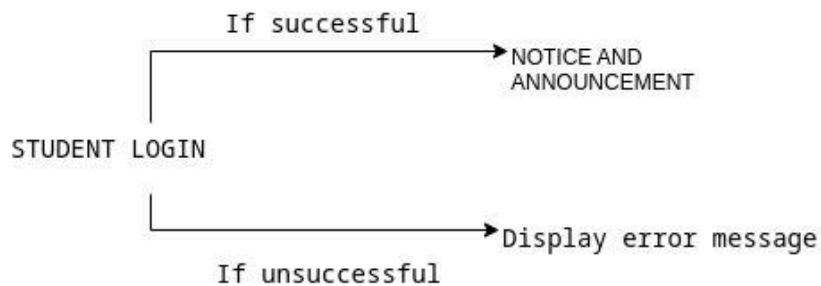 If successful
NOTICE AND
ANNOUNCEMENT
STUDENT LOGIN
Display error message
If unsuccessful